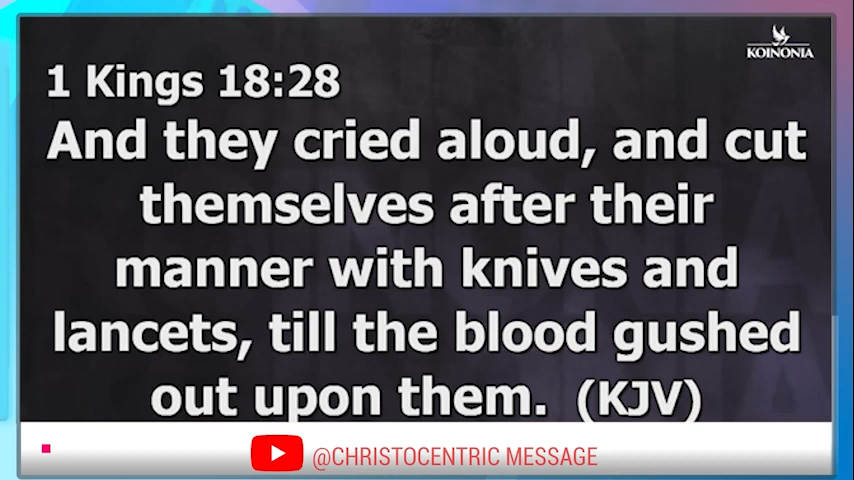 KOINONIA
1 Kings 18:28
And they cried aloud, and cut
themselves after their
manner with knives and
lancets, till the blood gushed
out upon them. (KJV)
@CHRISTOCENTRIC MESSAGE